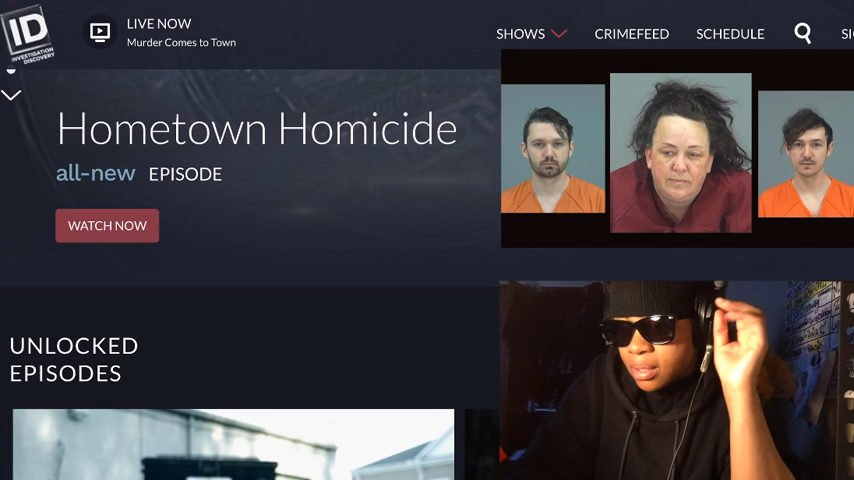 ID
INVESTIGATION
DISCOVERY
LIVE NOW
Murder Comes to Town
SHOWS
CRIMEFEED
SCHEDULE
SI
Hometown Homicide
all-new EPISODE
WATCH NOW
UNLOCKED
EPISODES